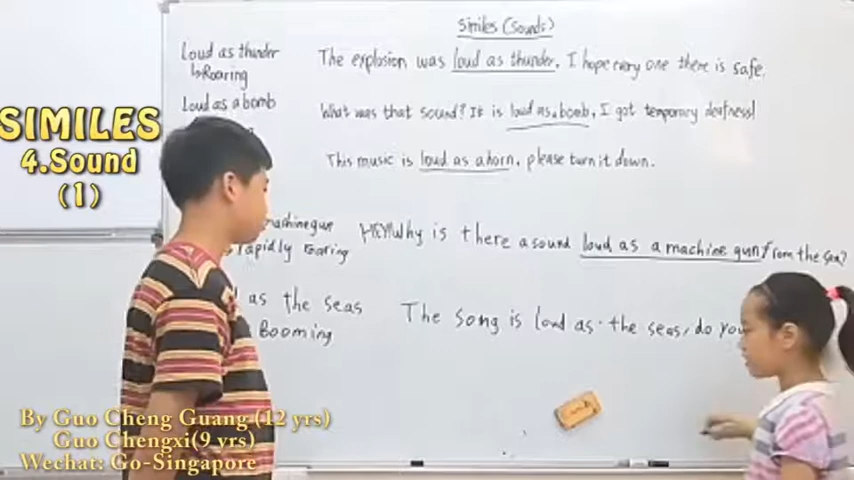 Similes (Sounds)
Loud as thunder
↳Roaring
The explosion was loud as thunder, I hope every one there is safe.
Loud as a bomb
What was that sound? It is loud as a bomb, I got temporary deafness!
This music is loud as a horn, please turn it down.
machine gun
rapidly roaring
HEY! Why is there a sound loud as a machine gun from the sea?
as the seas
Booming
The song is loud as the seas, do you
SIMILES
4.Sound
(1)
By Guo Cheng Guang (12 yrs)
Guo Chengxi(9 yrs)
Wechat: Go-Singapore